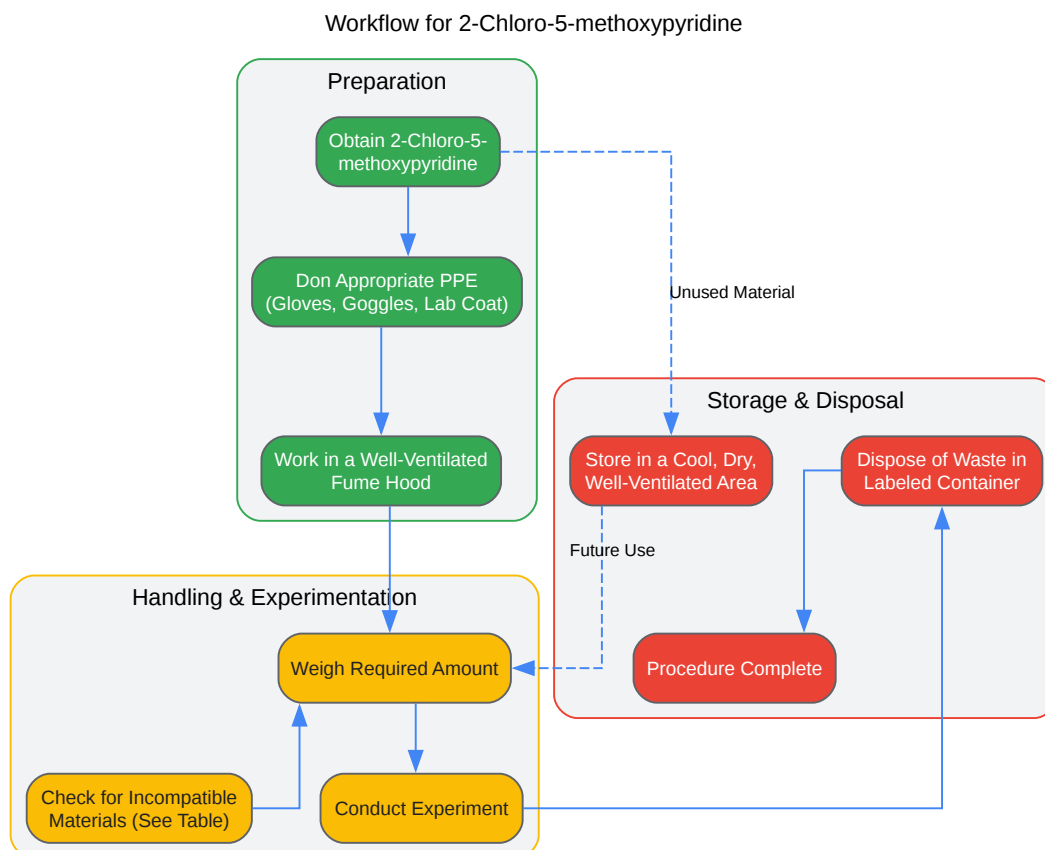 Workflow for 2-Chloro-5-methoxypyridine
Preparation
Obtain 2-Chloro-5-
methoxypyridine
Don Appropriate PPE
(Gloves, Goggles, Lab Coat)
Unused Material
Work in a Well-Ventilated
Fume Hood
Storage & Disposal
Store in a Cool, Dry,
Well-Ventilated Area
Dispose of Waste in
Labeled Container
Future Use
Procedure Complete
Handling & Experimentation
Weigh Required Amount
Check for Incompatible
Materials (See Table)
Conduct Experiment